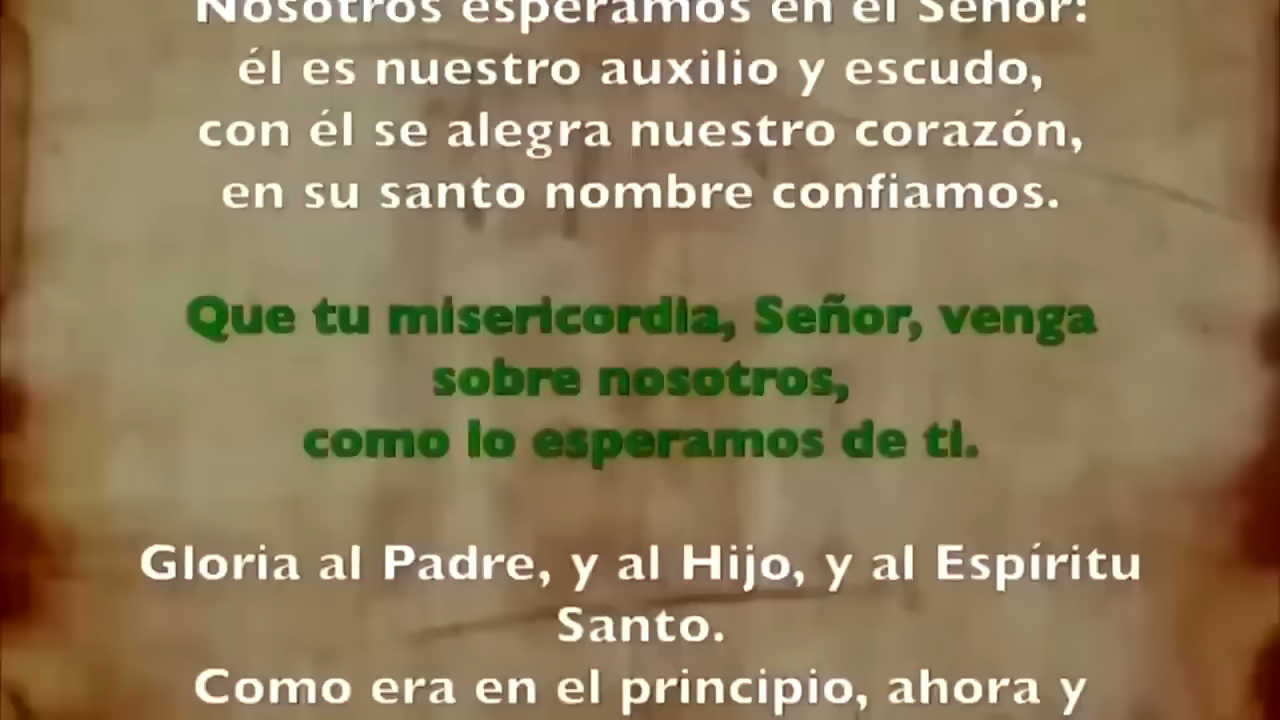 Nosotros esperamos en el Señor:
él es nuestro auxilio y escudo,
con él se alegra nuestro corazón,
en su santo nombre confiamos.
Que tu misericordia, Señor, venga
sobre nosotros,
como lo esperamos de ti.
Gloria al Padre, y al Hijo, y al Espíritu
Santo.
Como era en el principio, ahora y